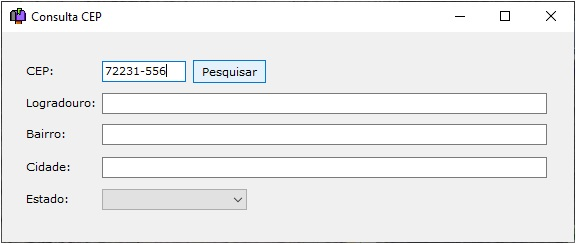 Consulta CEP
CEP: 72231-556 Pesquisar
Logradouro:
Bairro:
Cidade:
Estado: